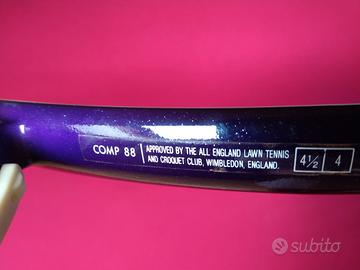 COMP 88
APPROVED BY THE ALL ENGLAND LAWN TENNIS
AND CROQUET CLUB, WIMBLEDON, ENGLAND.
4½ 4
subito